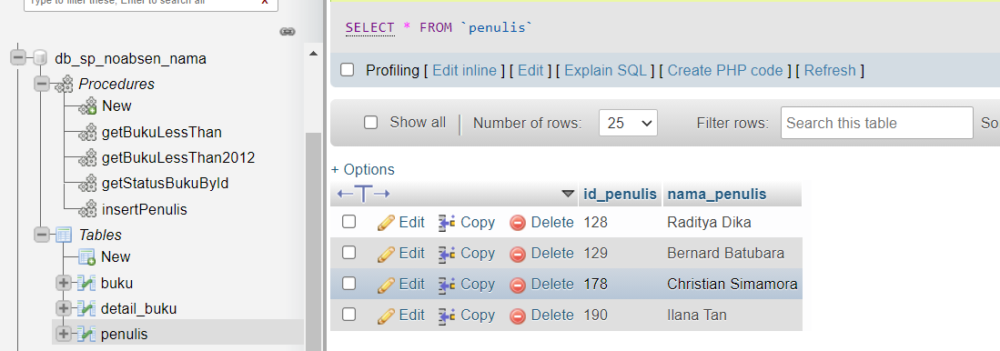 Type to filter these, Enter to search all
x
db_sp_noabsen_nama
Procedures
New
getBukuLessThan
getBukuLessThan2012
getStatusBukuById
insertPenulis
Tables
New
buku
detail_buku
penulis
SELECT * FROM `penulis`
Profiling [ Edit inline ] [ Edit ] [ Explain SQL ] [ Create PHP code ] [ Refresh ]
Show all Number of rows: 25 Filter rows: Search this table So
+ Options
←T→ id_penulis nama_penulis
Edit Copy Delete 128 Raditya Dika
Edit Copy Delete 129 Bernard Batubara
Edit Copy Delete 178 Christian Simamora
Edit Copy Delete 190 Ilana Tan